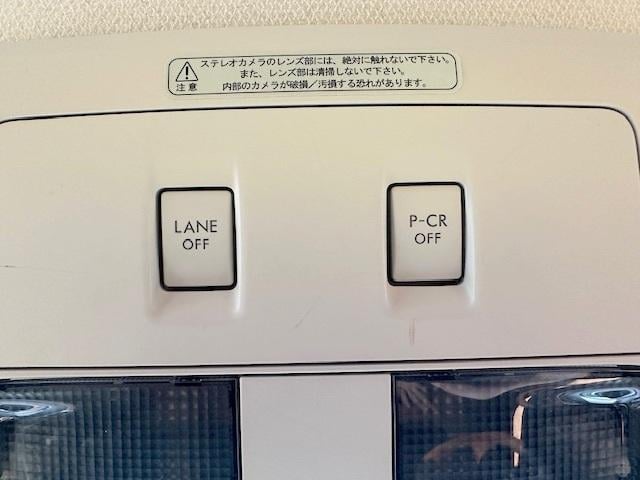 ステレオカメラのレンズ部には、絶対に触れないで下さい。
また、レンズ部は清掃しないで下さい。
注意 内部のカメラが破損／汚損する恐れがあります。
LANE
OFF
P-CR
OFF